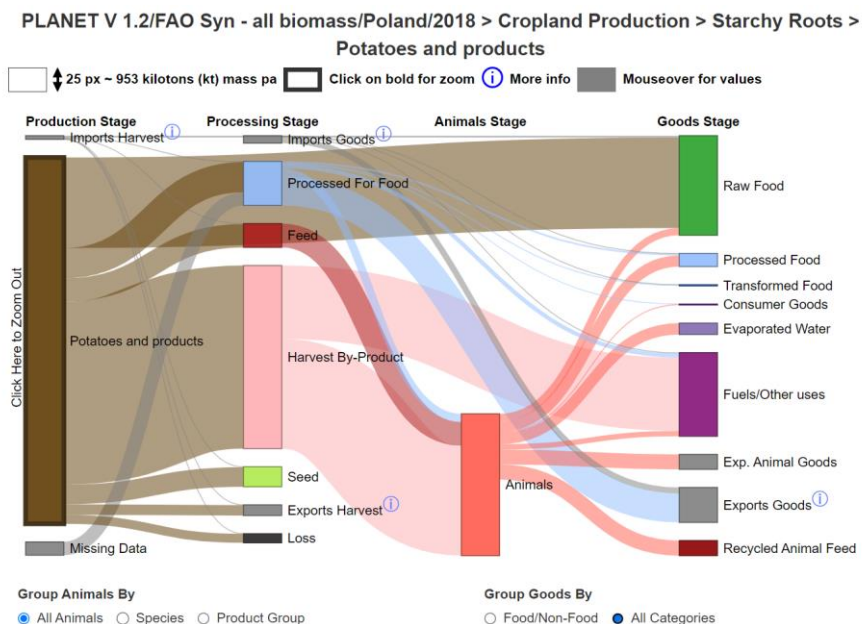 PLANET V 1.2/FAO Syn - all biomass/Poland/2018 > Cropland Production > Starchy Roots >
Potatoes and products
25 px ~ 953 kilotons (kt) mass pa Click on bold for zoom i More info Mouseover for values
Production Stage Processing Stage Animals Stage Goods Stage
Imports Harvest i Imports Goods i
Processed For Food Raw Food
Feed
Processed Food
Transformed Food
Consumer Goods
Evaporated Water
Click Here to Zoom Out
Potatoes and products
Harvest By-Product
Fuels/Other uses
Exp. Animal Goods
Seed
Animals
Exports Harvest i
Exports Goods i
Loss
Missing Data
Recycled Animal Feed
Group Animals By Group Goods By
All Animals Species Product Group Food/Non-Food All Categories